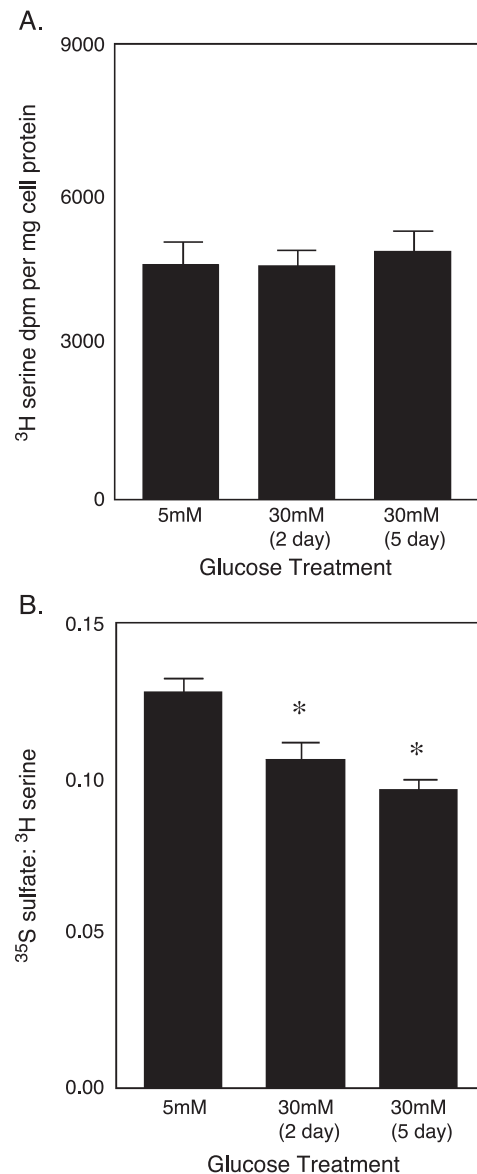 A.
9000
6000
3000
0
³H serine dpm per mg cell protein
5mM 30mM 30mM
(2 day) (5 day)
Glucose Treatment
B.
0.15
0.10
0.05
0.00
³⁵S sulfate: ³H serine
* *
5mM 30mM 30mM
(2 day) (5 day)
Glucose Treatment